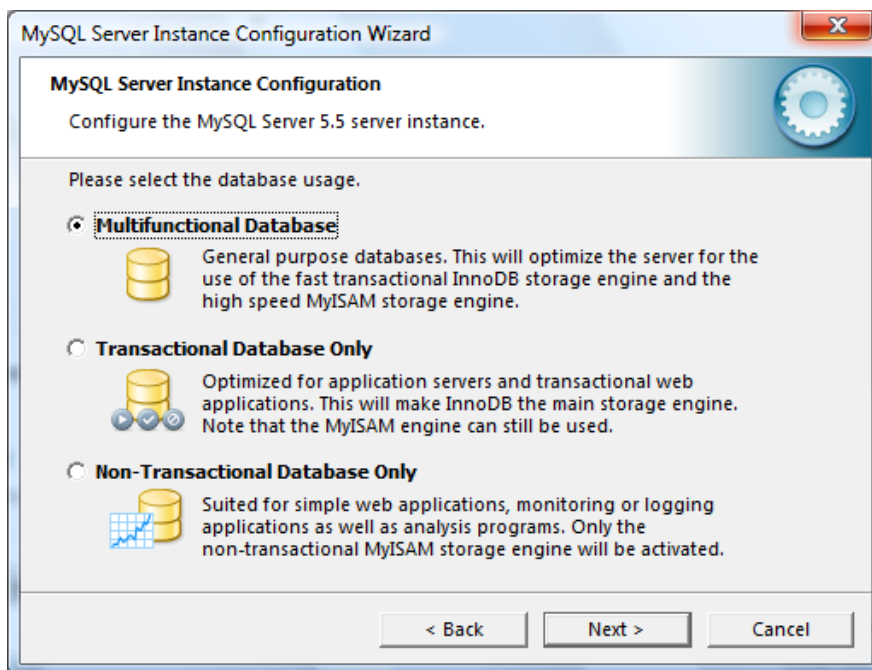 MySQL Server Instance Configuration Wizard
MySQL Server Instance Configuration
Configure the MySQL Server 5.5 server instance.
Please select the database usage.
Multifunctional Database
General purpose databases. This will optimize the server for the
use of the fast transactional InnoDB storage engine and the
high speed MyISAM storage engine.
Transactional Database Only
Optimized for application servers and transactional web
applications. This will make InnoDB the main storage engine.
Note that the MyISAM engine can still be used.
Non-Transactional Database Only
Suited for simple web applications, monitoring or logging
applications as well as analysis programs. Only the
non-transactional MyISAM storage engine will be activated.
< Back
Next >
Cancel